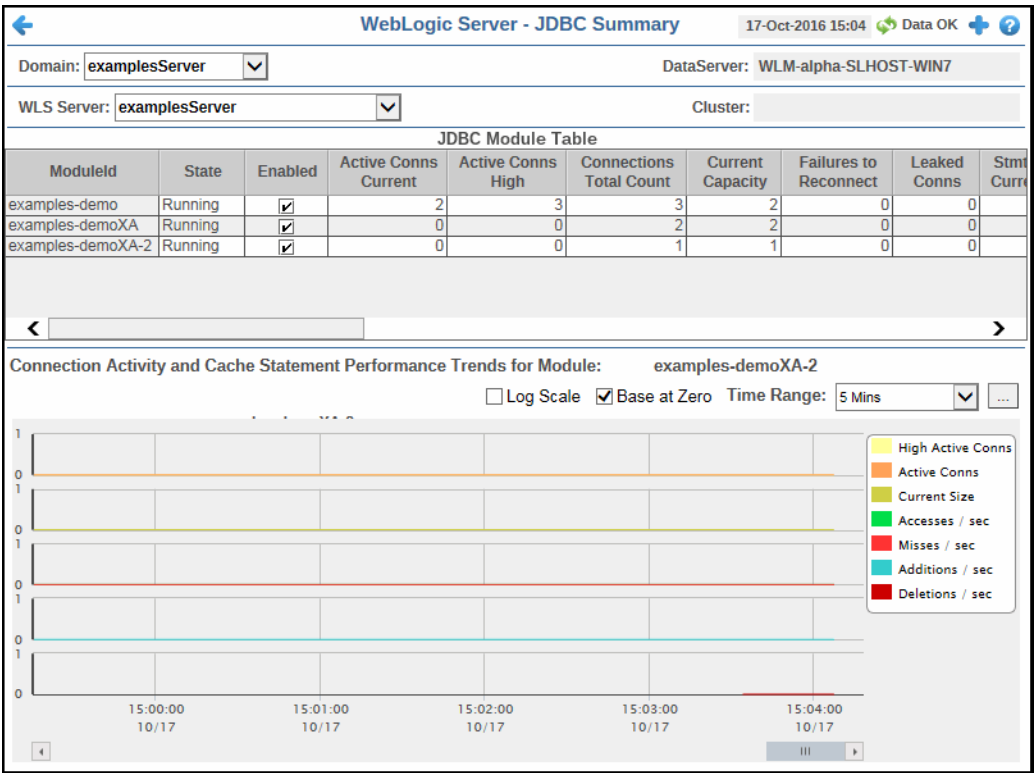 WebLogic Server - JDBC Summary 17-Oct-2016 15:04 Data OK
Domain: examplesServer DataServer: WLM-alpha-SLHOST-WIN7
WLS Server: examplesServer Cluster:
JDBC Module Table
ModuleId State Enabled Active Conns Current Active Conns High Connections Total Count Current Capacity Failures to Reconnect Leaked Conns
examples-demo Running 2 3 3 2 0 0
examples-demoXA Running 0 0 2 2 0 0
examples-demoXA-2 Running 0 0 1 1 0 0
Connection Activity and Cache Statement Performance Trends for Module: examples-demoXA-2
Log Scale Base at Zero Time Range: 5 Mins ...
1
0
1
0
1
0
1
0
1
0
High Active Conns
Active Conns
Current Size
Accesses / sec
Misses / sec
Additions / sec
Deletions / sec
15:00:00 15:01:00 15:02:00 15:03:00 15:04:00
10/17 10/17 10/17 10/17 10/17